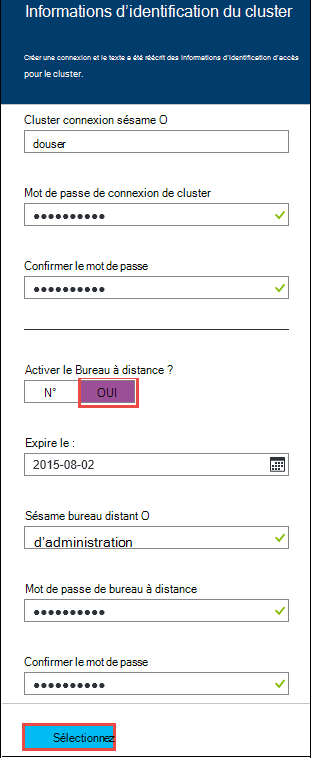 Informations d’identification du cluster
Créer une connexion et le texte a été réécrit des Informations d’identification d’accès
pour le cluster.
Cluster connexion sésame O
douser
Mot de passe de connexion de cluster
●●●●●●●●●●
Confirmer le mot de passe
●●●●●●●●●●
Activer le Bureau à distance ?
N° OUI
Expire le :
2015-08-02
Sésame bureau distant O
d’administration
Mot de passe de bureau à distance
●●●●●●●●●●
Confirmer le mot de passe
●●●●●●●●●●
Sélectionnez